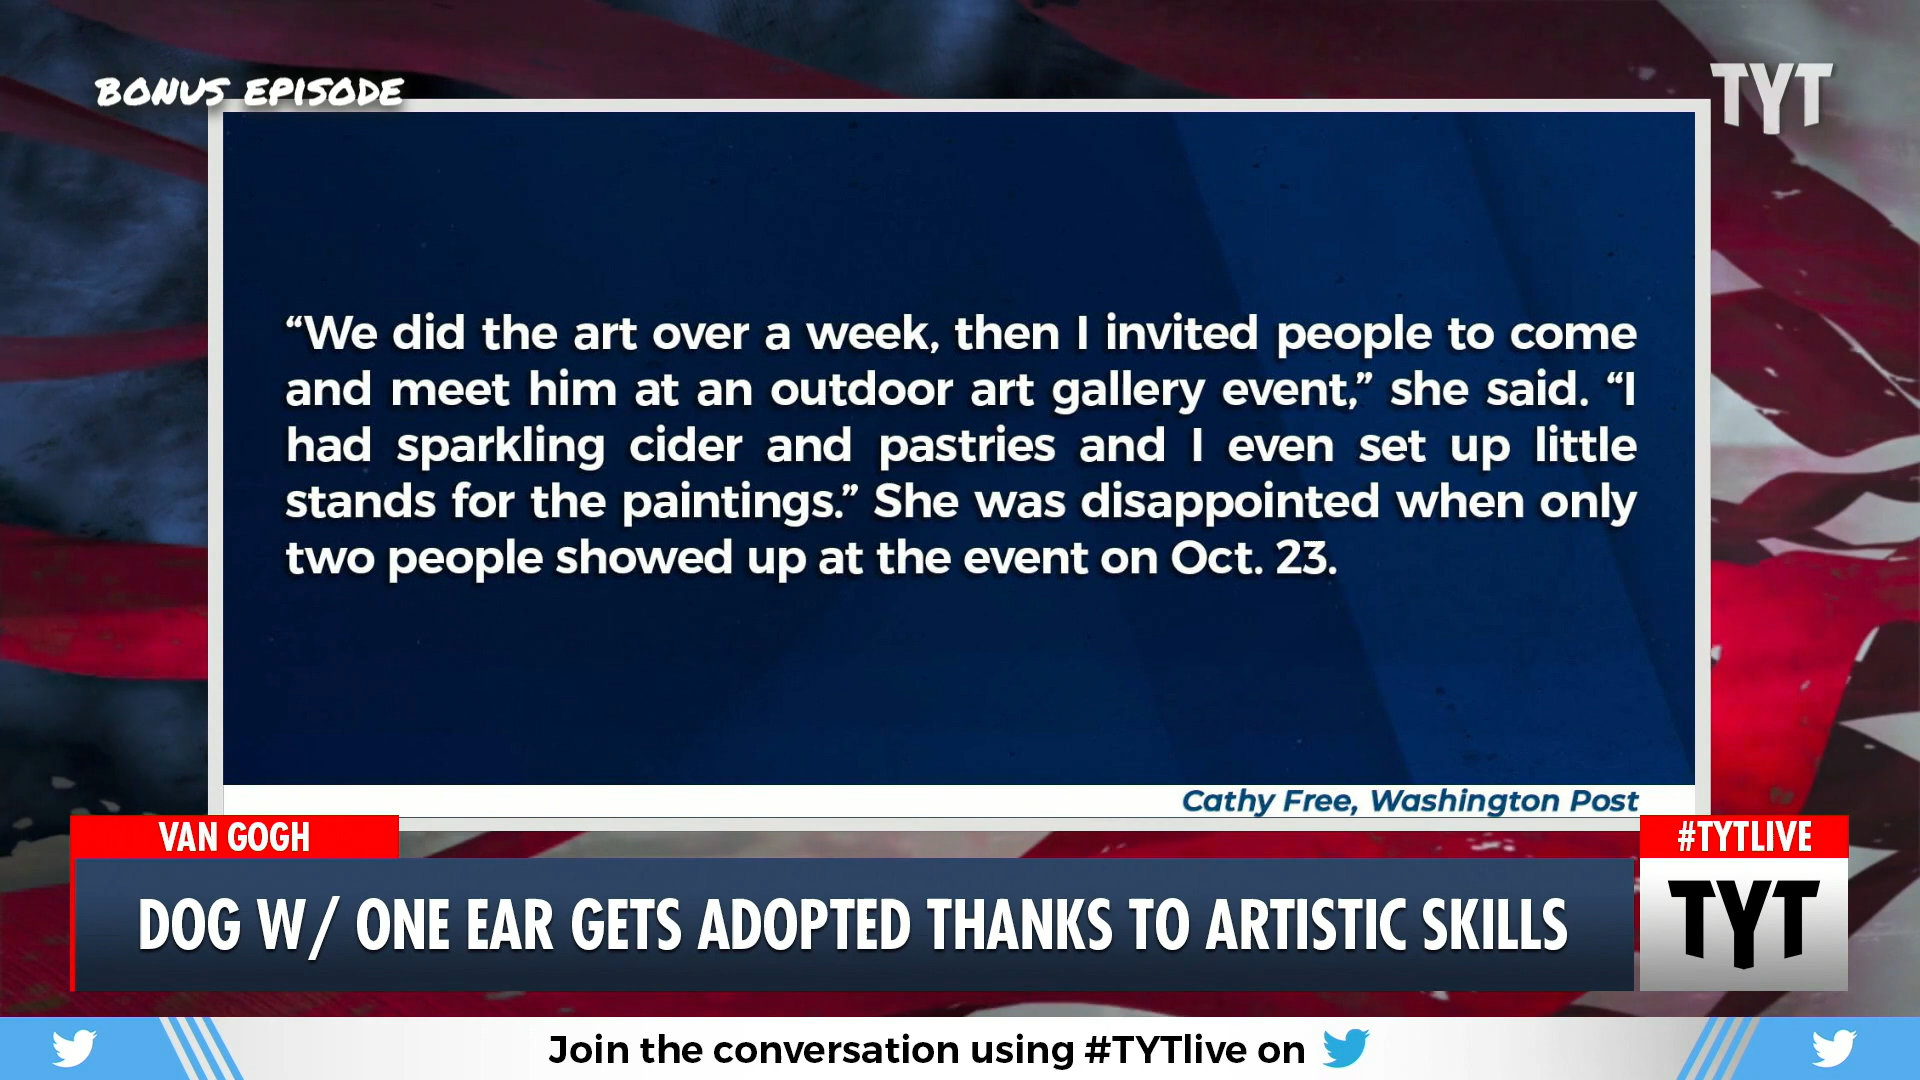 BONUS EPISODE
TYT
“We did the art over a week, then I invited people to come
and meet him at an outdoor art gallery event,” she said. “I
had sparkling cider and pastries and I even set up little
stands for the paintings.” She was disappointed when only
two people showed up at the event on Oct. 23.
Cathy Free, Washington Post
VAN GOGH
#TYTLIVE
DOG W/ ONE EAR GETS ADOPTED THANKS TO ARTISTIC SKILLS
TYT
Join the conversation using #TYTlive on